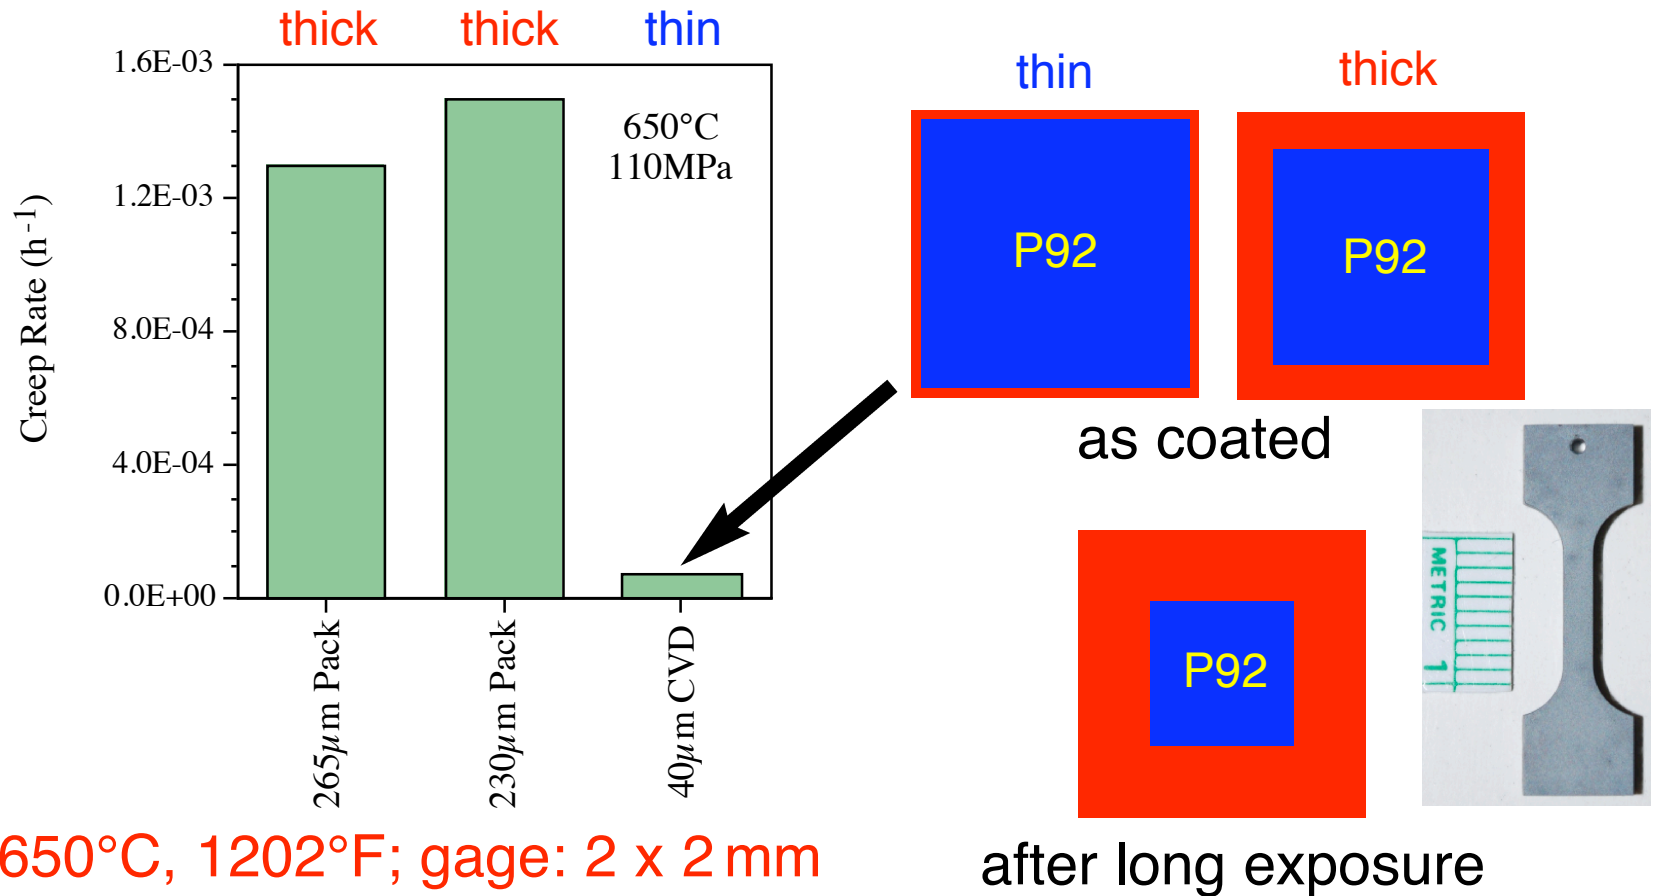 thick thick thin
1.6E-03
1.2E-03
8.0E-04
4.0E-04
0.0E+00
Creep Rate (h⁻¹)
650°C
110MPa
265µm Pack
230µm Pack
40µm CVD
650°C, 1202°F; gage: 2 x 2 mm
thin
thick
P92
P92
as coated
P92
after long exposure
METRIC 1